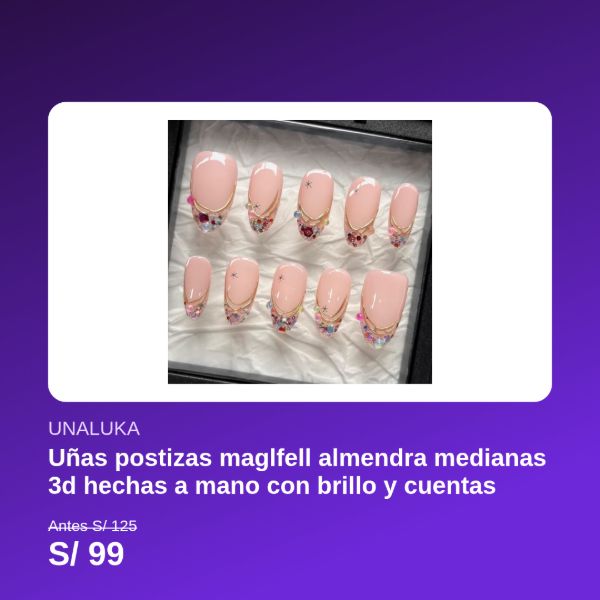 UNALUKA
Uñas postizas maglfell almendra medianas
3d hechas a mano con brillo y cuentas
Antes S/ 125
S/ 99